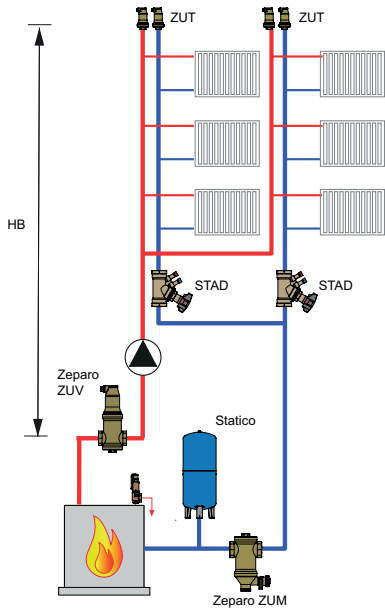 ZUT
ZUT
HB
STAD
STAD
Zeparo
ZUV
Statico
Zeparo ZUM